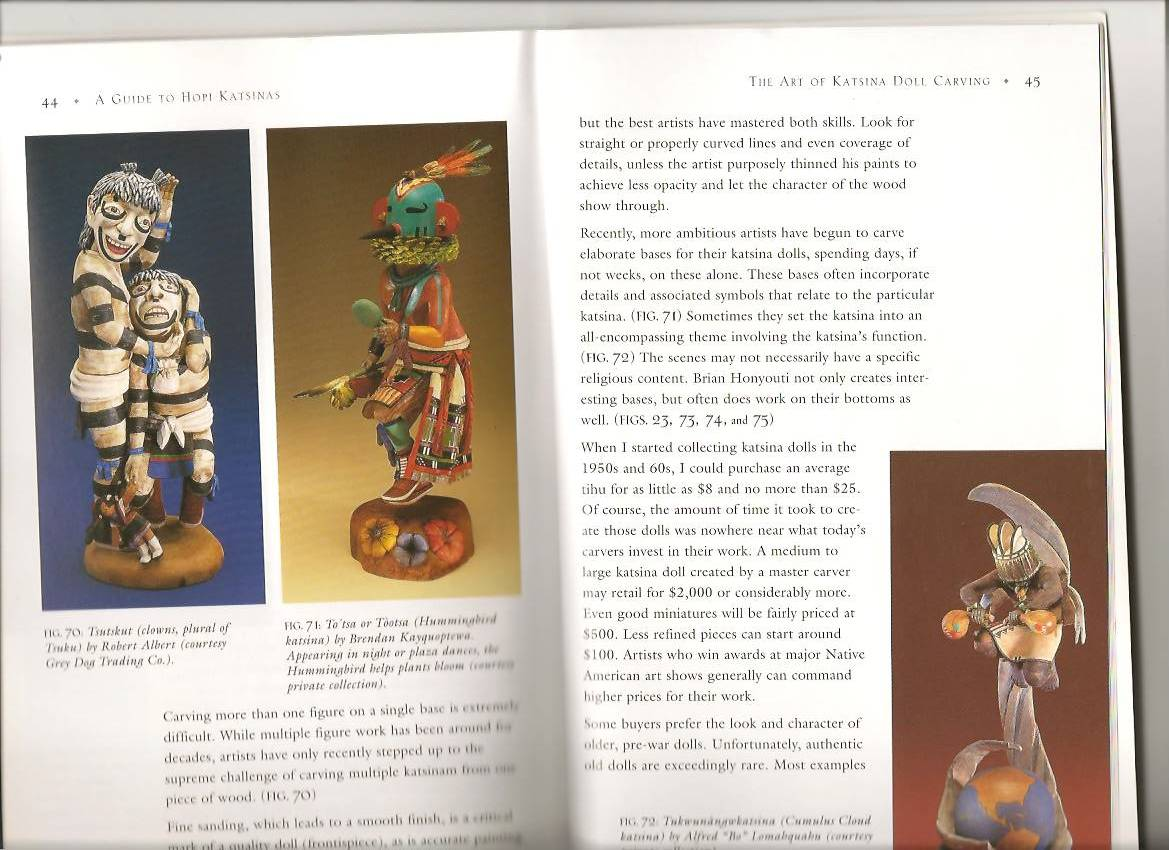 44 • A Guide to Hopi Katsinas
FIG. 70: Tsutskut (clowns, plural of
Tsuku) by Robert Albert (courtesy
Grey Dog Trading Co.).
FIG. 71: To'tsa or Tòotsa (Hummingbird
katsina) by Brendan Kayquoptewa.
Appearing in night or plaza dances, the
Hummingbird helps plants bloom (courtesy
private collection).
Carving more than one figure on a single base is extremely
difficult. While multiple figure work has been around for
decades, artists have only recently stepped up to the
supreme challenge of carving multiple katsinam from one
piece of wood. (FIG. 70)
Fine sanding, which leads to a smooth finish, is a critical
mark of a quality doll (frontispiece), as is accurate painting
The Art of Katsina Doll Carving • 45
but the best artists have mastered both skills. Look for
straight or properly curved lines and even coverage of
details, unless the artist purposely thinned his paints to
achieve less opacity and let the character of the wood
show through.
Recently, more ambitious artists have begun to carve
elaborate bases for their katsina dolls, spending days, if
not weeks, on these alone. These bases often incorporate
details and associated symbols that relate to the particular
katsina. (FIG. 71) Sometimes they set the katsina into an
all-encompassing theme involving the katsina's function.
(FIG. 72) The scenes may not necessarily have a specific
religious content. Brian Honyouti not only creates inter-
esting bases, but often does work on their bottoms as
well. (FIGS. 23, 73, 74, and 75)
When I started collecting katsina dolls in the
1950s and 60s, I could purchase an average
tihu for as little as $8 and no more than $25.
Of course, the amount of time it took to cre-
ate those dolls was nowhere near what today's
carvers invest in their work. A medium to
large katsina doll created by a master carver
may retail for $2,000 or considerably more.
Even good miniatures will be fairly priced at
$500. Less refined pieces can start around
$100. Artists who win awards at major Native
American art shows generally can command
higher prices for their work.
Some buyers prefer the look and character of
older, pre-war dolls. Unfortunately, authentic
old dolls are exceedingly rare. Most examples
FIG. 72: Tukwunàngwkatsina (Cumulus Cloud
katsina) by Alfred "Bo" Lomahquahu (courtesy